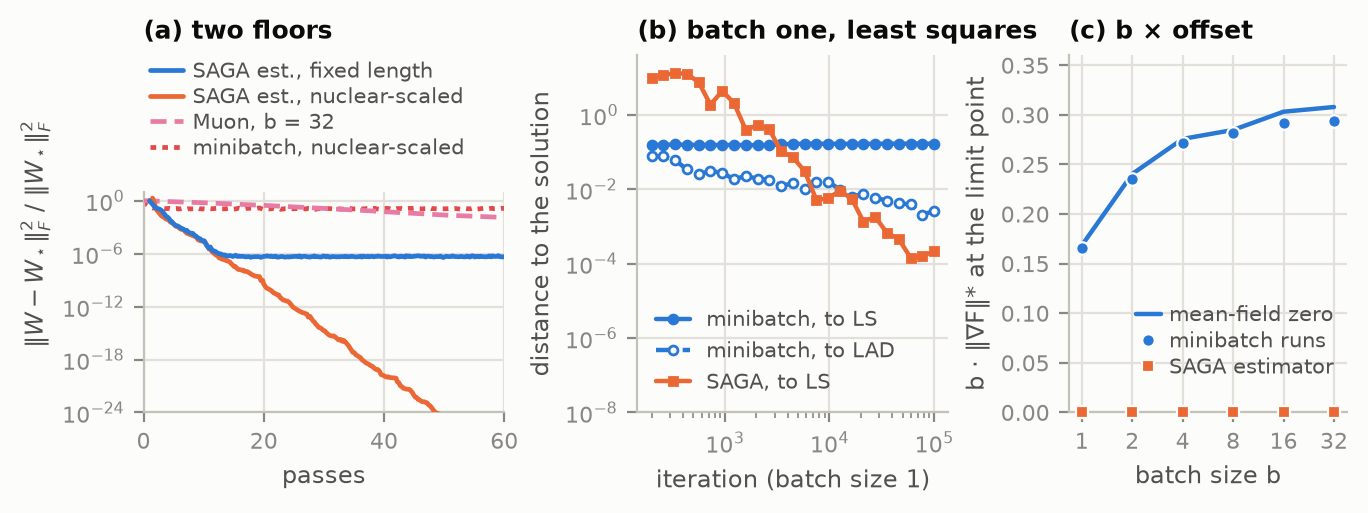 (a) two floors
SAGA est., fixed length
SAGA est., nuclear-scaled
Muon, b = 32
minibatch, nuclear-scaled
‖W − W⋆‖²_F / ‖W⋆‖²_F
10⁰
10⁻⁶
10⁻¹²
10⁻¹⁸
10⁻²⁴
0 20 40 60
passes
(b) batch one, least squares
distance to the solution
10⁰
10⁻²
10⁻⁴
10⁻⁶
10⁻⁸
minibatch, to LS
minibatch, to LAD
SAGA, to LS
10³ 10⁴ 10⁵
iteration (batch size 1)
(c) b × offset
b · ‖∇F‖* at the limit point
0.35
0.30
0.25
0.20
0.15
0.10
0.05
0.00
mean-field zero
minibatch runs
SAGA estimator
1 2 4 8 16 32
batch size b